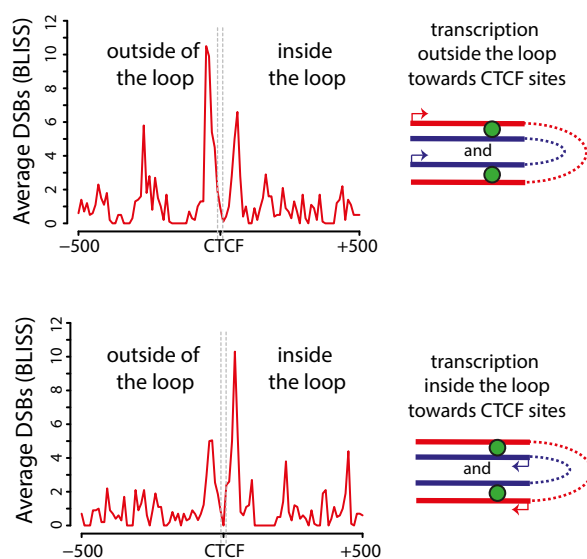 Average DSBs (BLISS)
12
10
8
6
4
2
0
outside of
the loop
inside
the loop
−500
CTCF
+500
transcription
outside the loop
towards CTCF sites
and
Average DSBs (BLISS)
12
10
8
6
4
2
0
outside of
the loop
inside
the loop
−500
CTCF
+500
transcription
inside the loop
towards CTCF sites
and